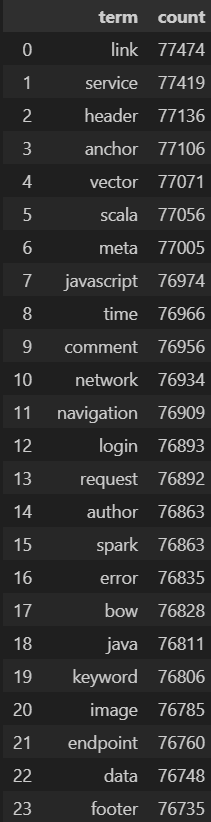 term count
0 link 77474
1 service 77419
2 header 77136
3 anchor 77106
4 vector 77071
5 scala 77056
6 meta 77005
7 javascript 76974
8 time 76966
9 comment 76956
10 network 76934
11 navigation 76909
12 login 76893
13 request 76892
14 author 76863
15 spark 76863
16 error 76835
17 bow 76828
18 java 76811
19 keyword 76806
20 image 76785
21 endpoint 76760
22 data 76748
23 footer 76735